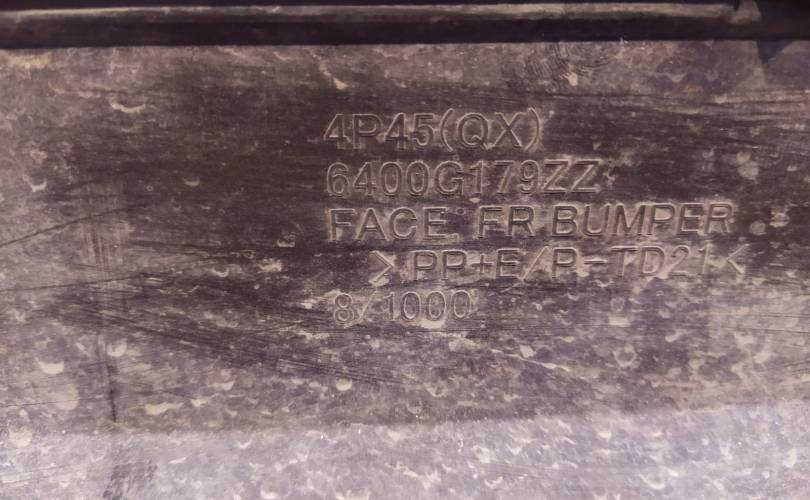 4P45(QX)
6400G179ZZ
FACE FR BUMPER
>PP+E/P-TD21<
8/1000